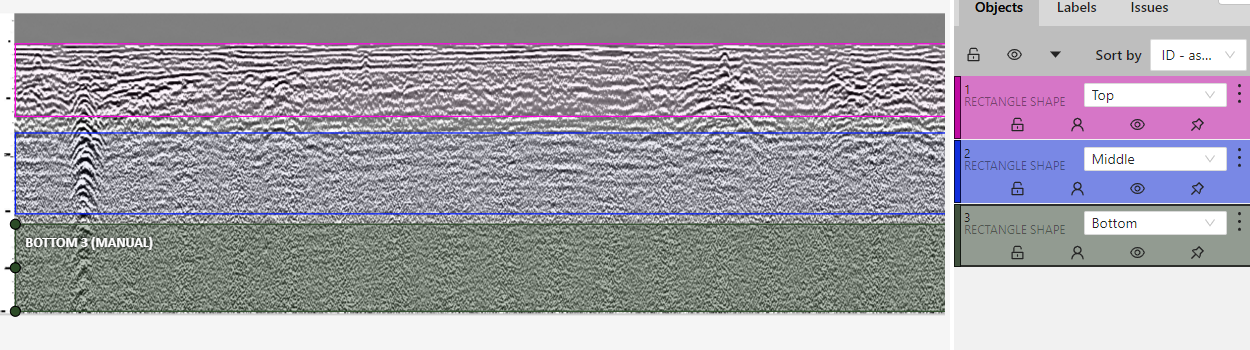 Objects Labels Issues
Sort by ID - as...
1
RECTANGLE SHAPE
Top
2
RECTANGLE SHAPE
Middle
3
RECTANGLE SHAPE
Bottom
BOTTOM 3 (MANUAL)